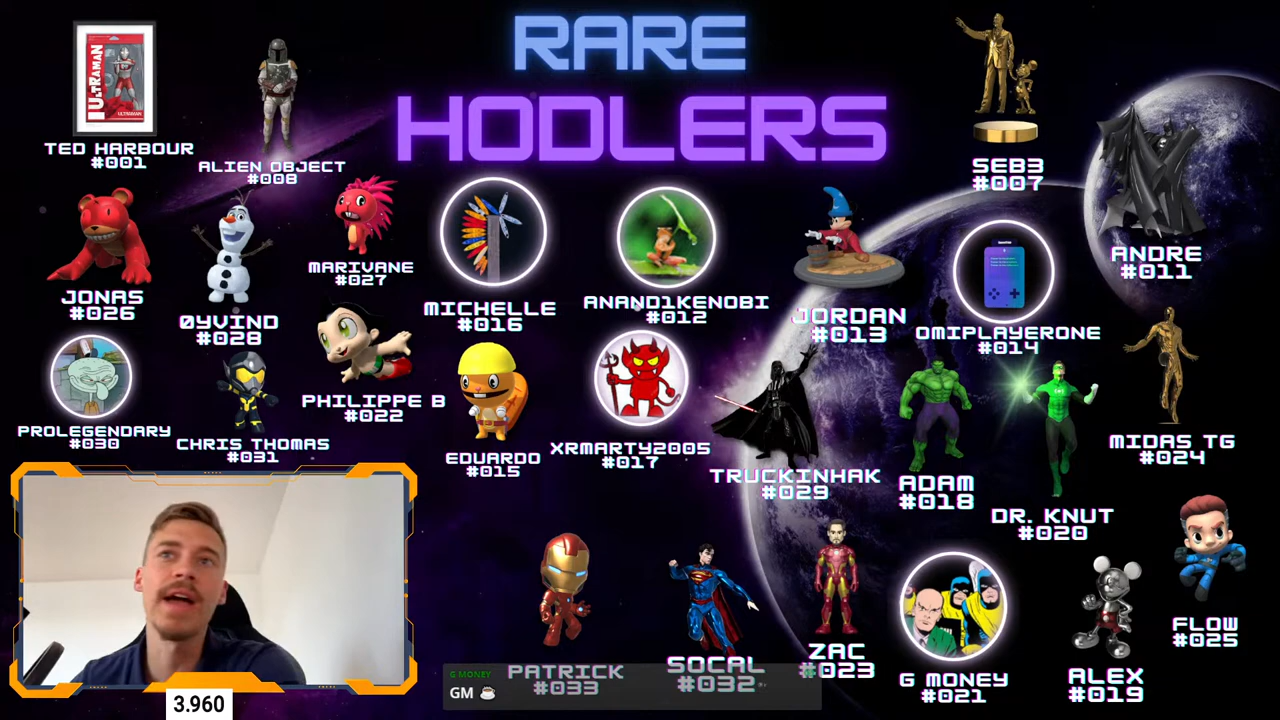 RARE
HODLERS
ULTRAMAN
ULTRAMAN
TED HARBOUR
#001
ALIEN OBJECT
#008
SEB3
#007
ANDRE
#011
JONAS
#026
ØYVIND
#028
MARIVANE
#027
MICHELLE
#016
ANAND1KENOBI
#012
JORDAN
#013
OMIPLAYERONE
#014
PROLEGENDARY
#030
CHRIS THOMAS
#031
PHILIPPE B
#022
EDUARDO
#015
XRMARTY2005
#017
TRUCKINHAK
#029
ADAM
#018
DR. KNUT
#020
MIDAS TG
#024
PATRICK
#033
SOCAL
#032
ZAC
#023
G MONEY
#021
ALEX
#019
FLOW
#025
G MONEY
GM ☕
3.960